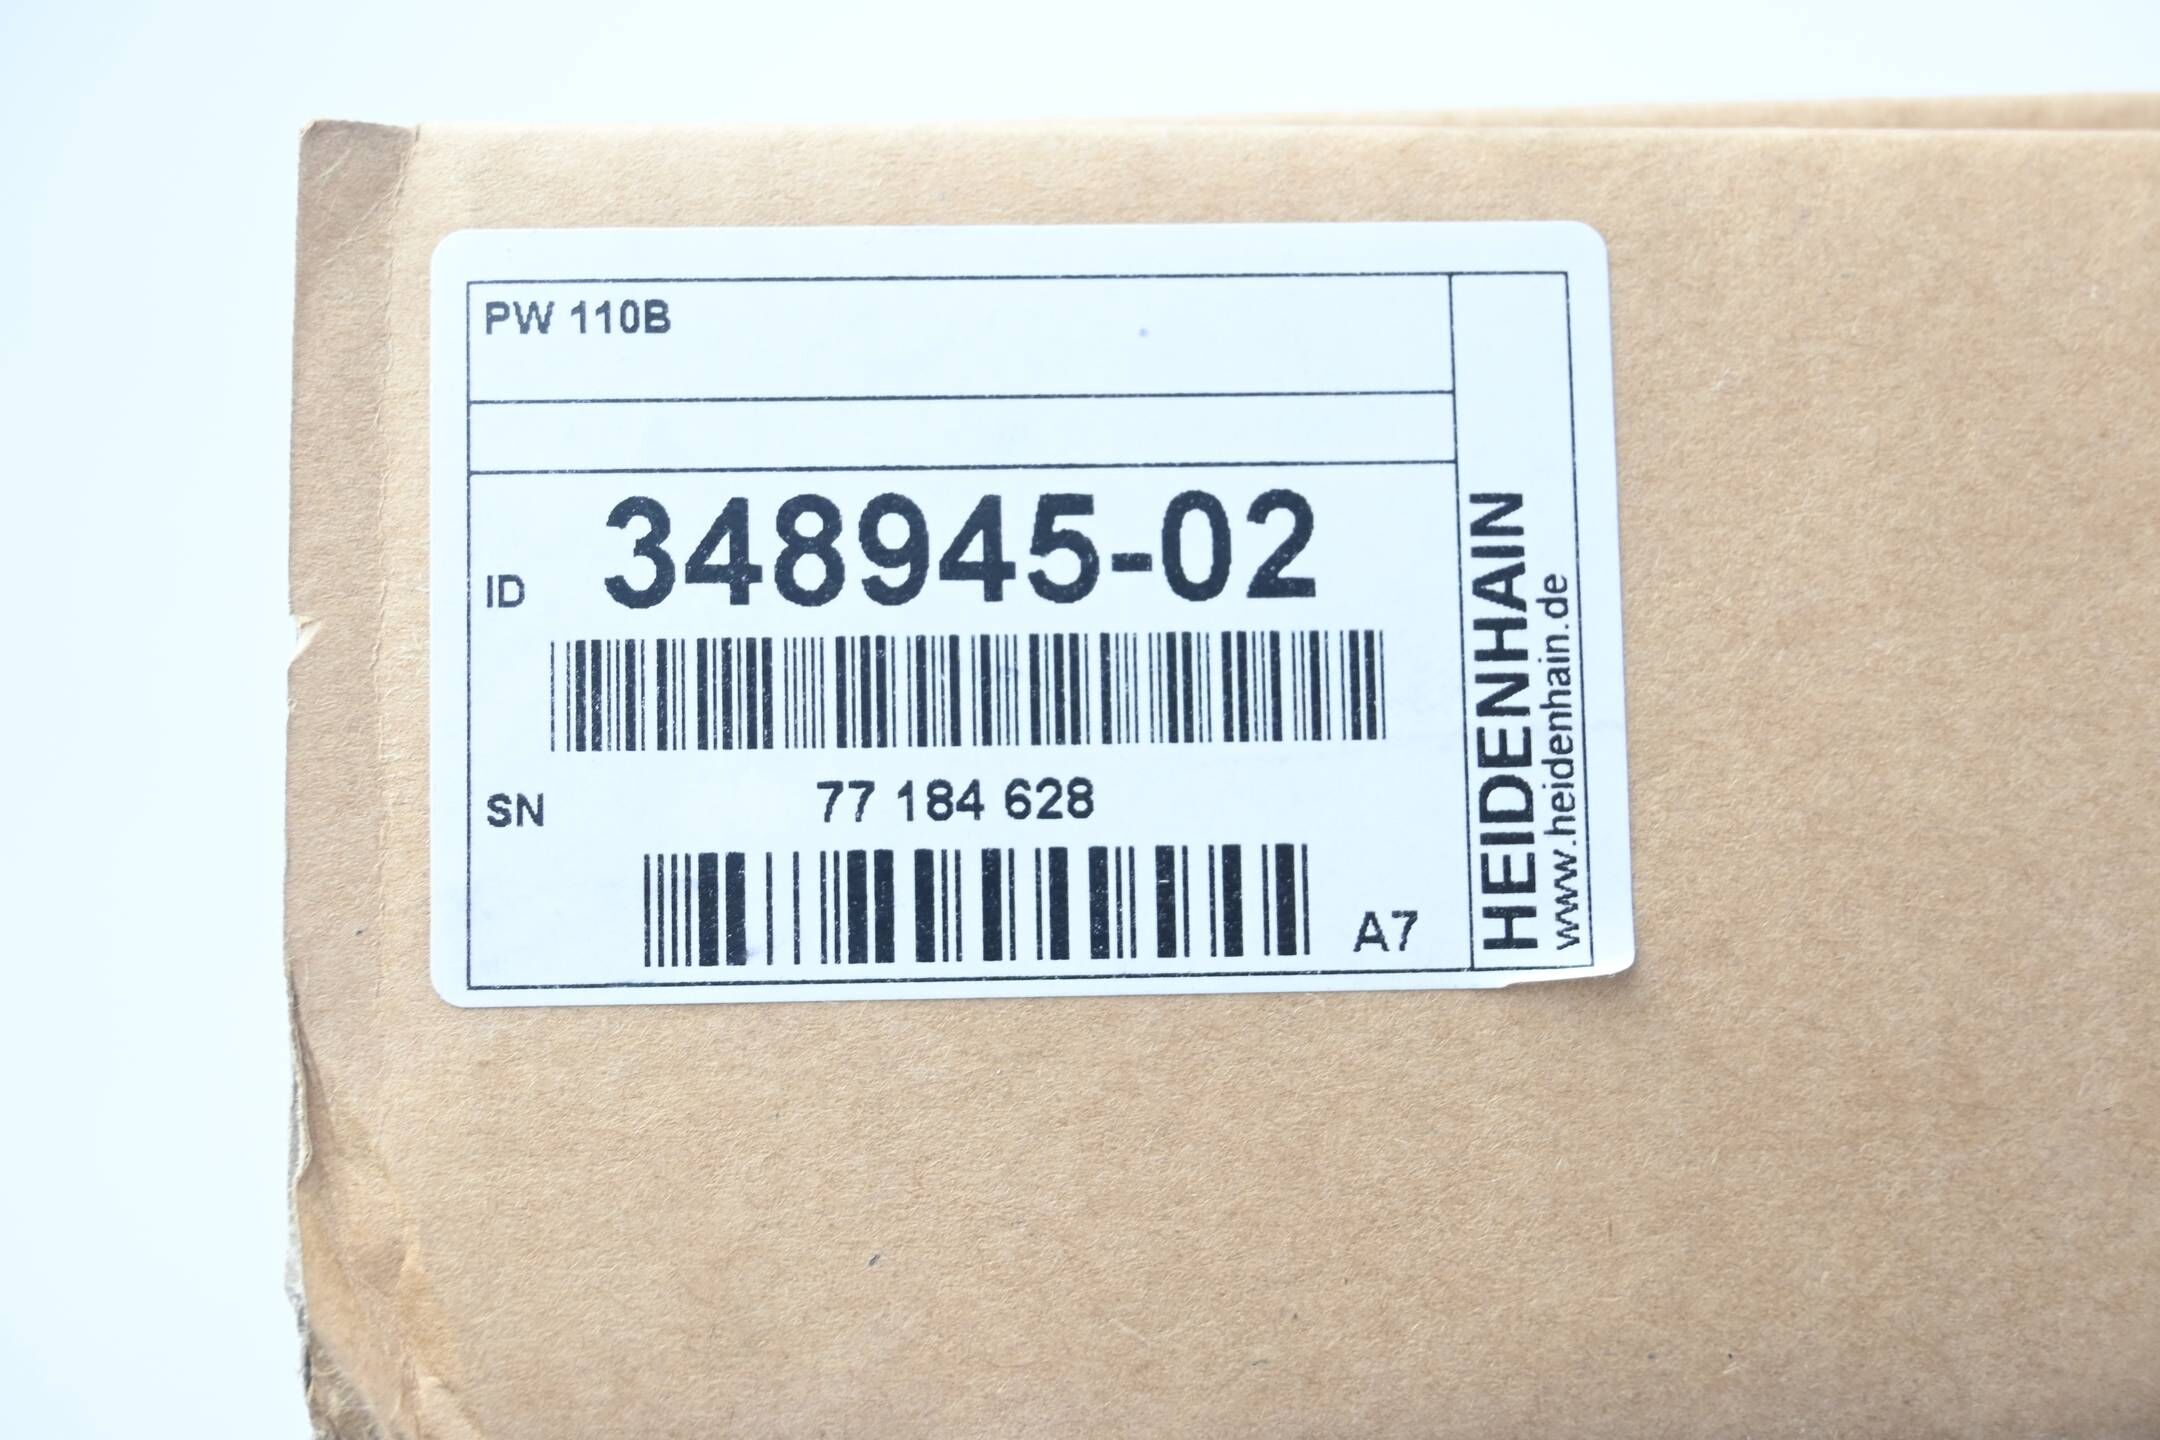 PW 110B
ID 348945-02
SN 77 184 628
A7
HEIDENHAIN
www.heidenhain.de